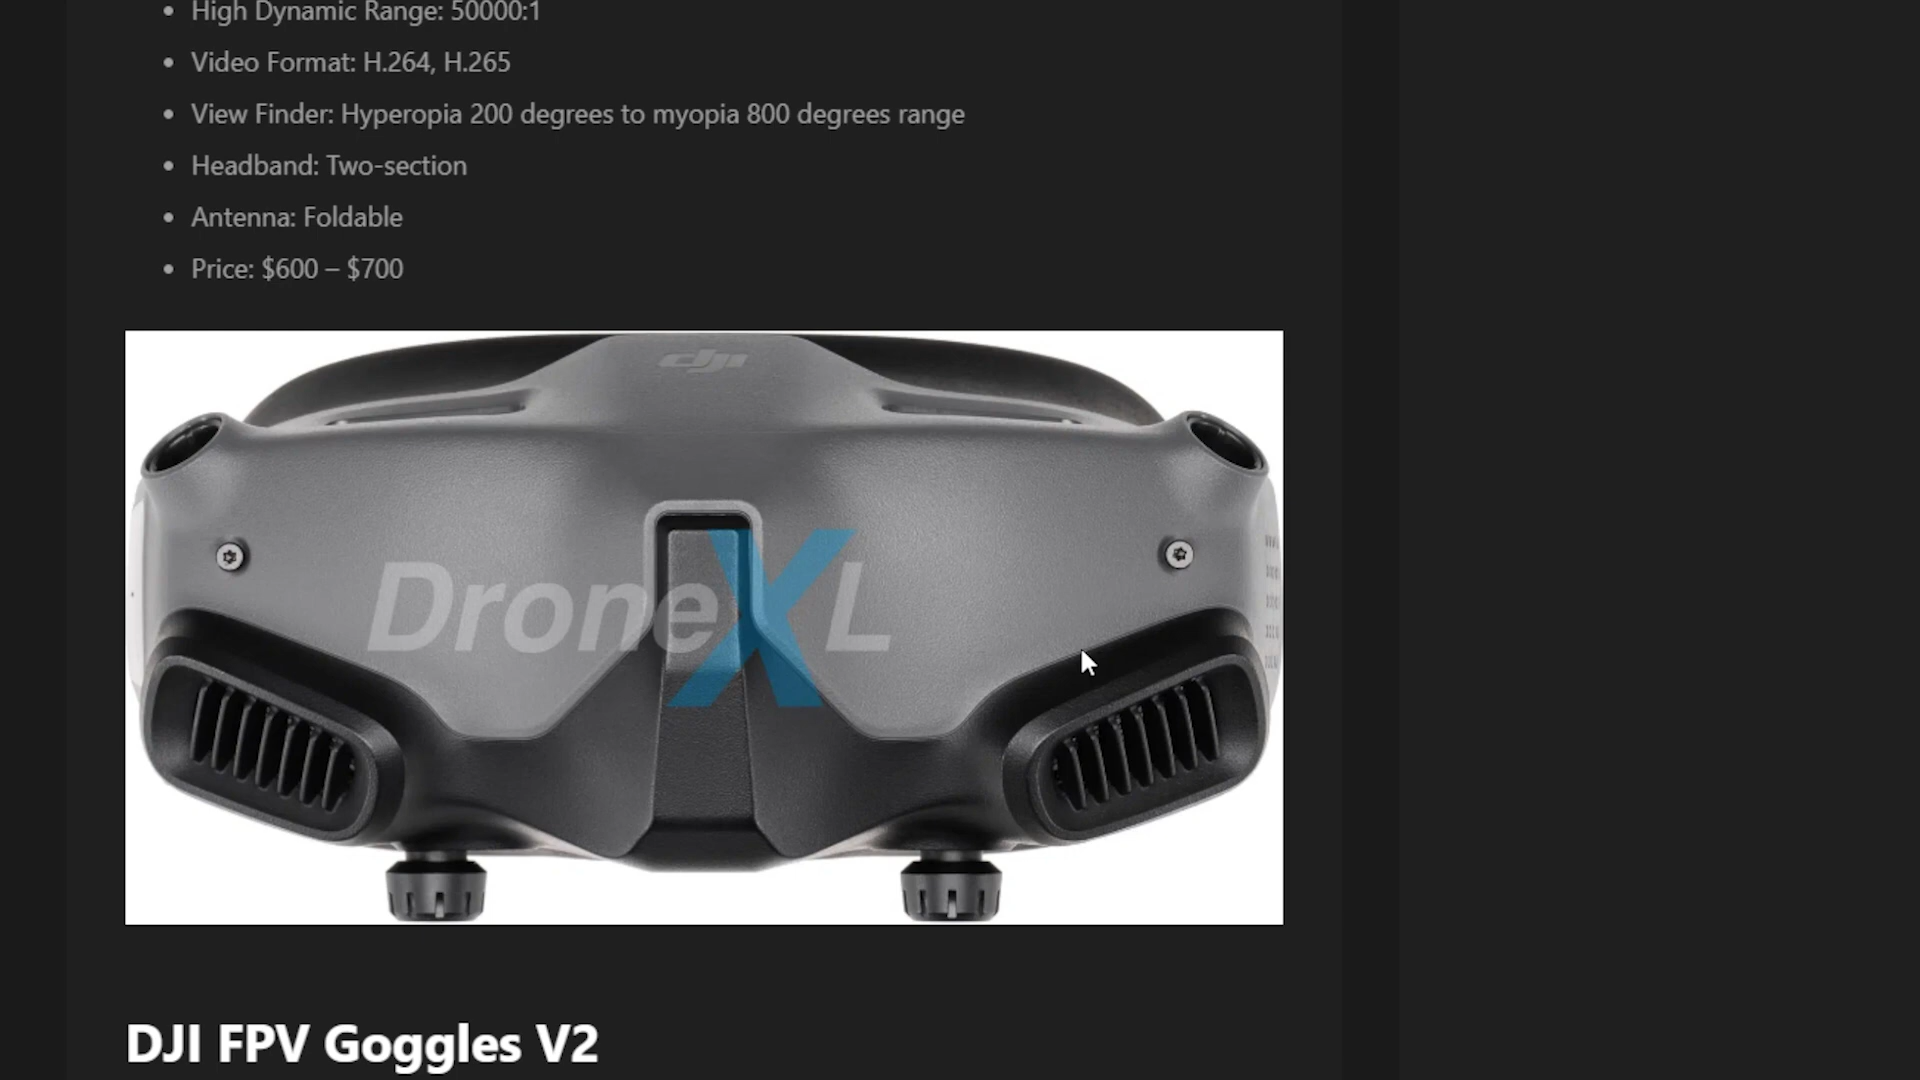 High Dynamic Range: 50000:1
Video Format: H.264, H.265
View Finder: Hyperopia 200 degrees to myopia 800 degrees range
Headband: Two-section
Antenna: Foldable
Price: $600 – $700
dji
DroneXL
DJI FPV Goggles V2